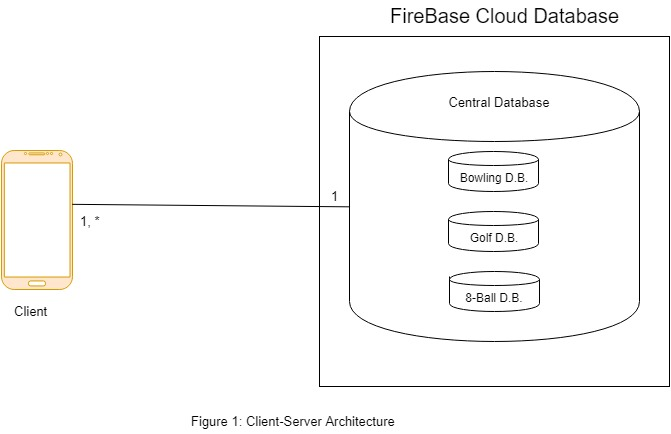 FireBase Cloud Database
Central Database
Bowling D.B.
1
1, *
Golf D.B.
8-Ball D.B.
Client
Figure 1: Client-Server Architecture